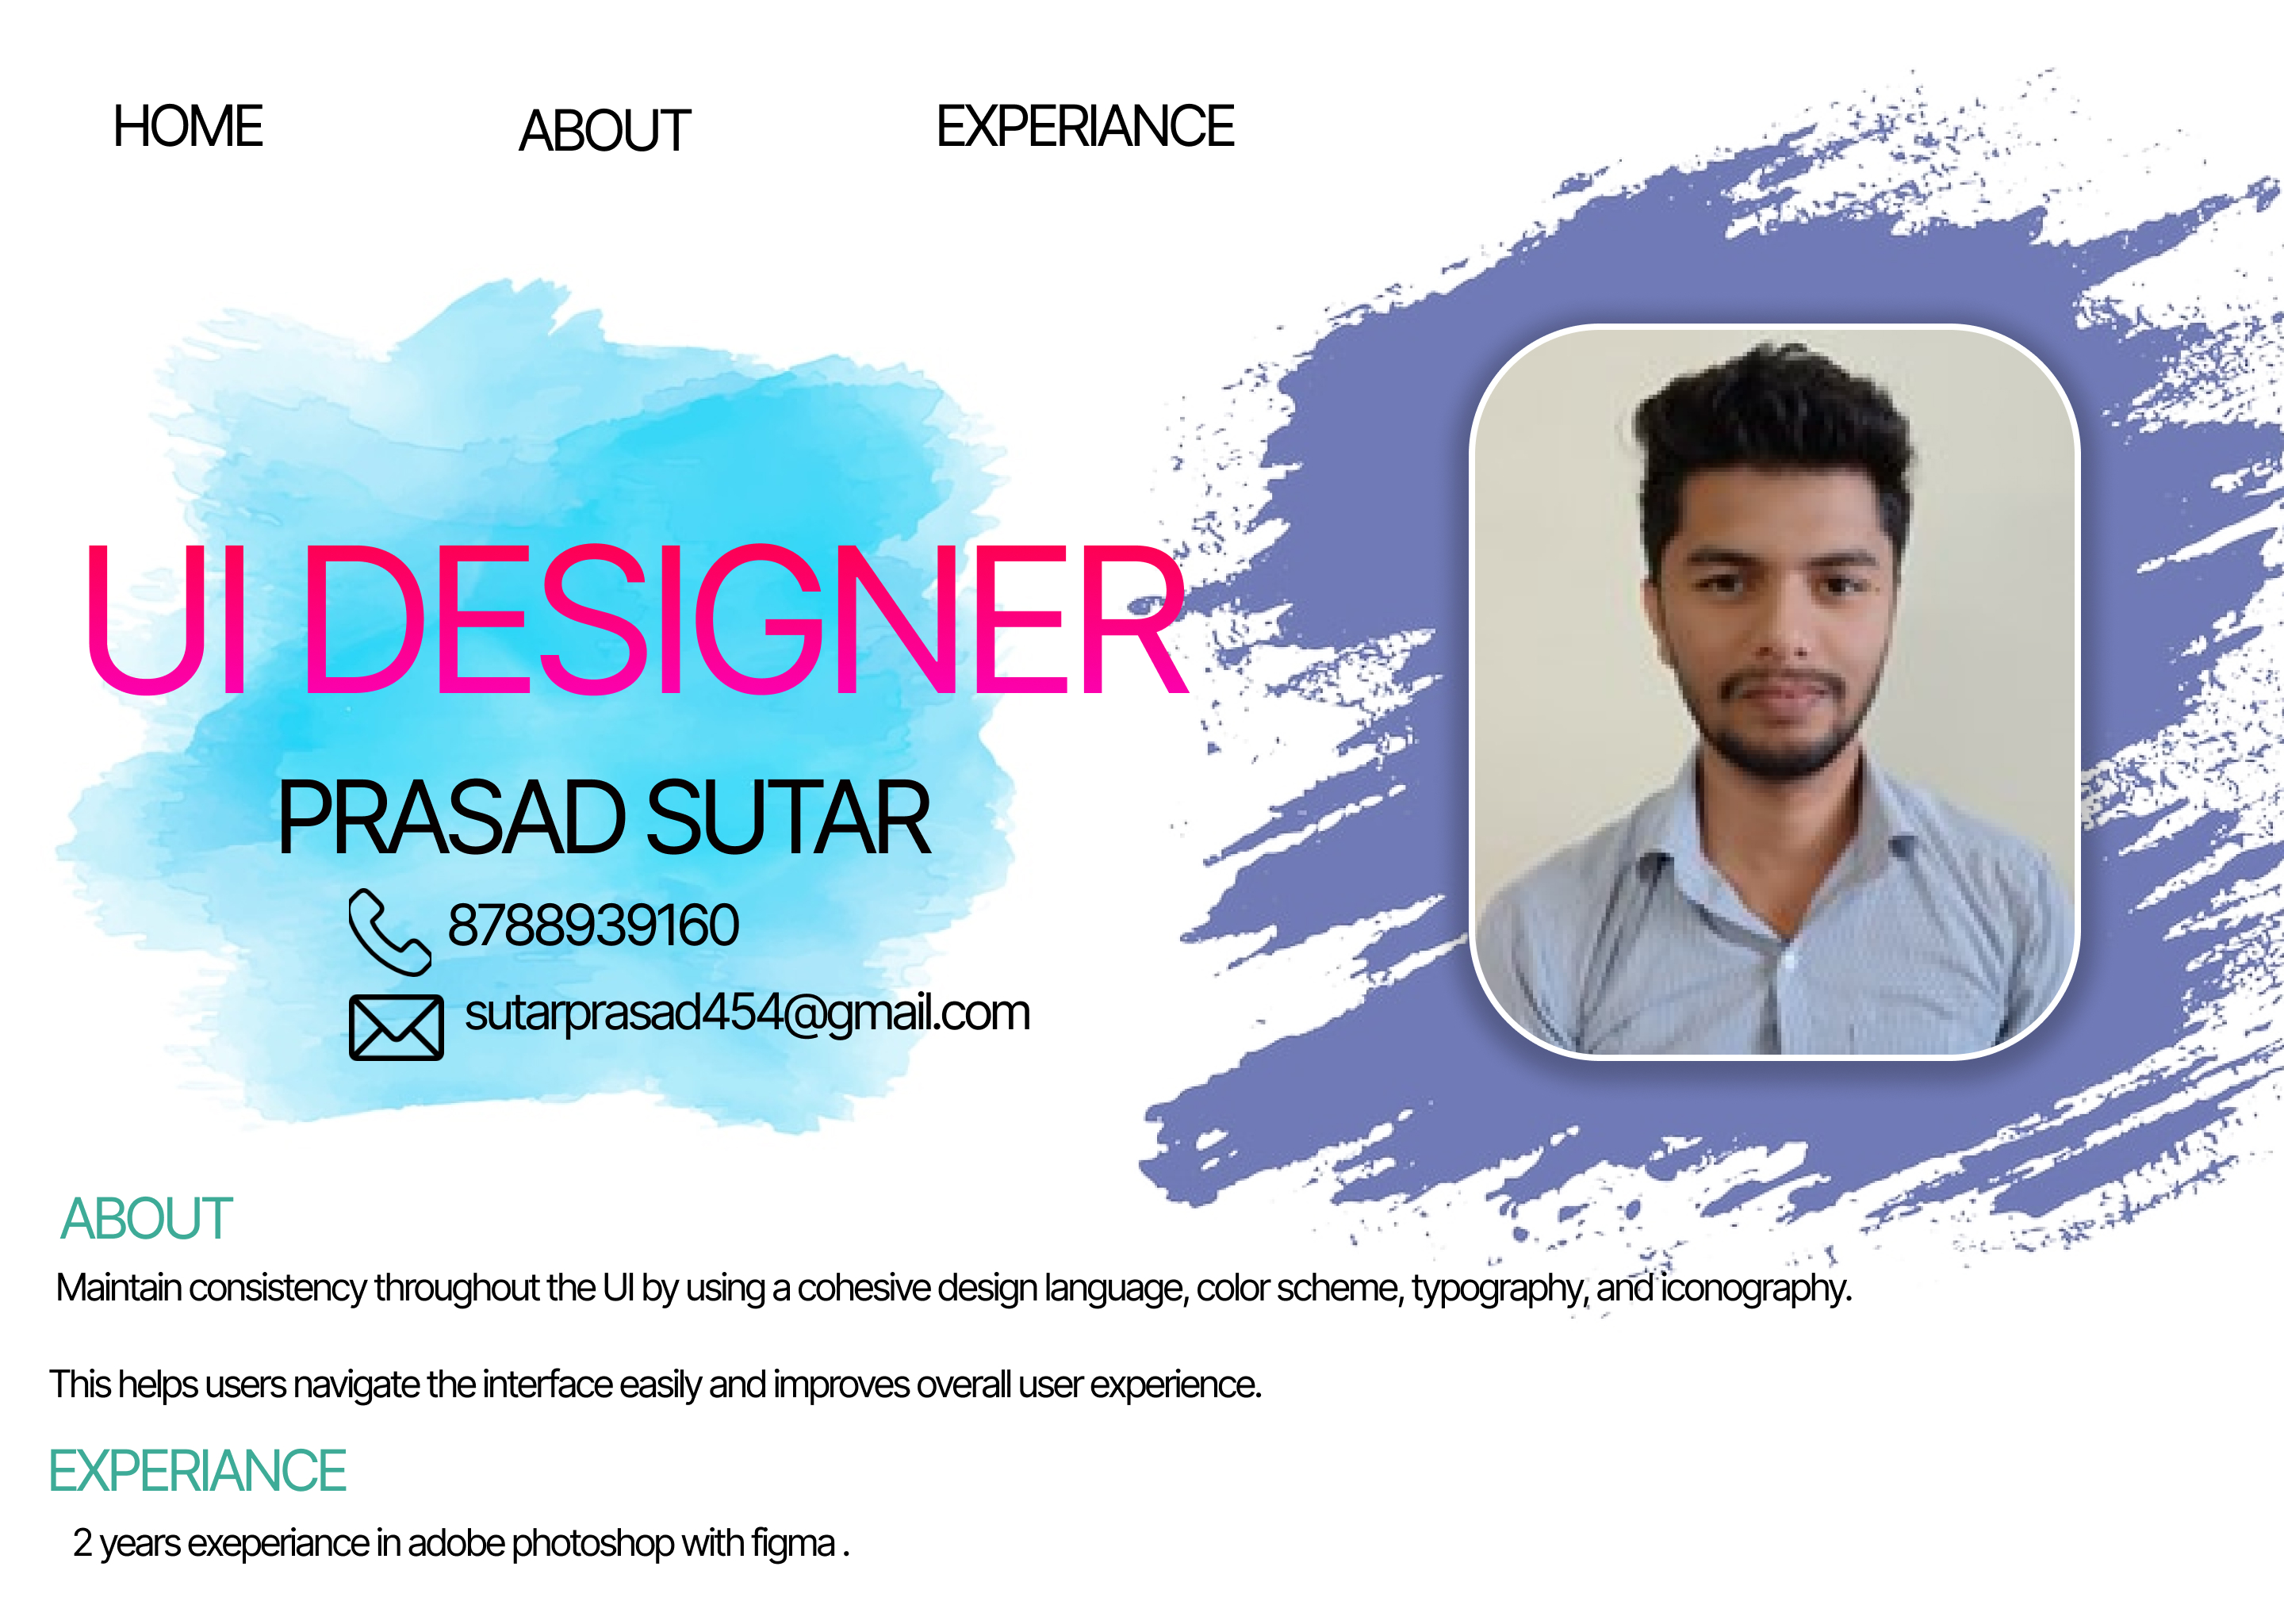 HOME ABOUT EXPERIANCE
UI DESIGNER
PRASAD SUTAR
8788939160
sutarprasad454@gmail.com
ABOUT
Maintain consistency throughout the UI by using a cohesive design language, color scheme, typography, and iconography.
This helps users navigate the interface easily and improves overall user experience.
EXPERIANCE
2 years exeperiance in adobe photoshop with figma .